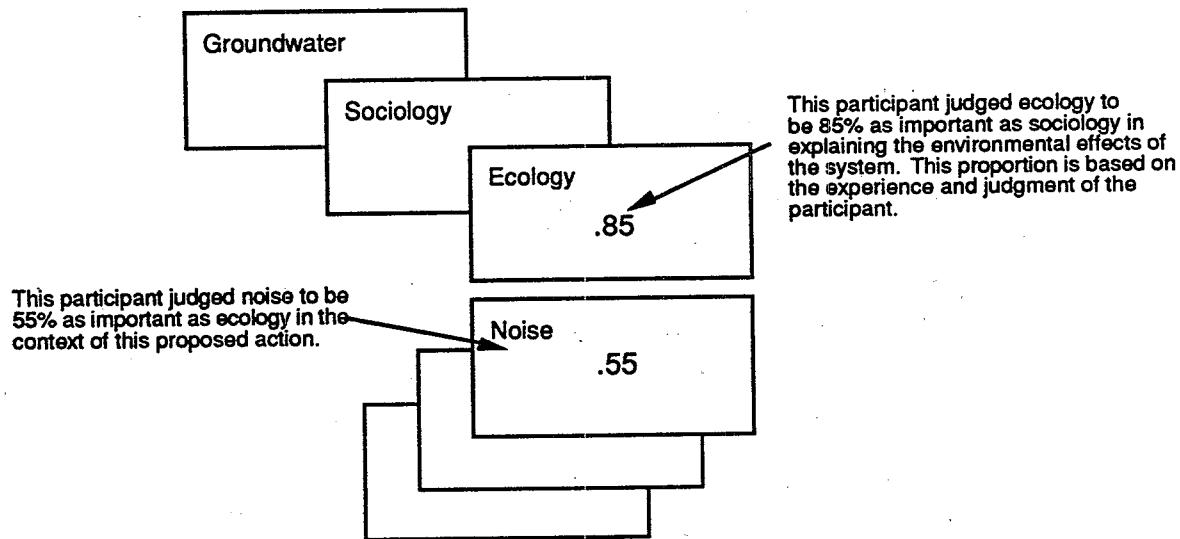 Groundwater
Sociology
Ecology
.85
This participant judged ecology to
be 85% as important as sociology in
explaining the environmental effects of
the system. This proportion is based on
the experience and judgment of the
participant.
This participant judged noise to be
55% as important as ecology in the
context of this proposed action.
Noise
.55